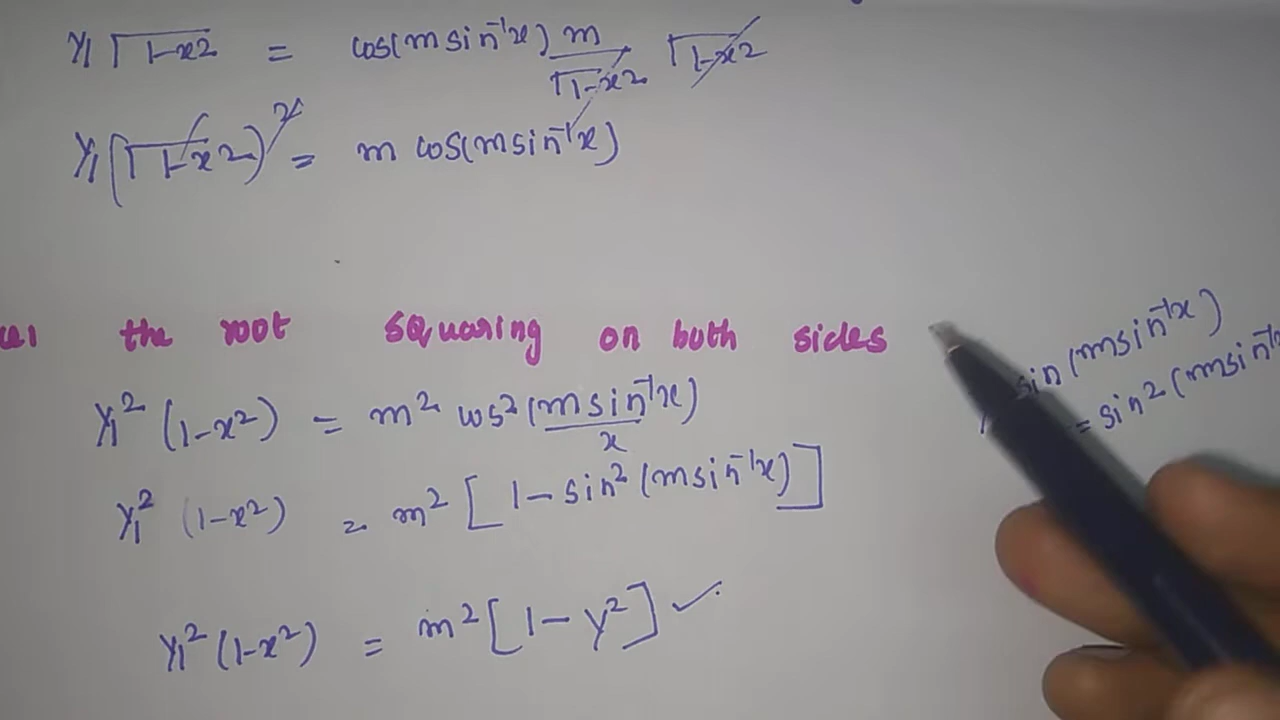 y₁ √1-x2 = cos(m sin⁻¹x) m/√1-x2 √1-x2
y₁(√1-x2)² = m cos(m sin⁻¹x)
the root squaring on both sides
y₁² (1-x²) = m² cos² (m sin⁻¹x)
x
y₁² (1-x²) = m² [1-sin² (m sin⁻¹x)]
y₁² (1-x²) = m² [1-y²] ✓
sin (m sin⁻¹x)
= sin² (m sin⁻¹x